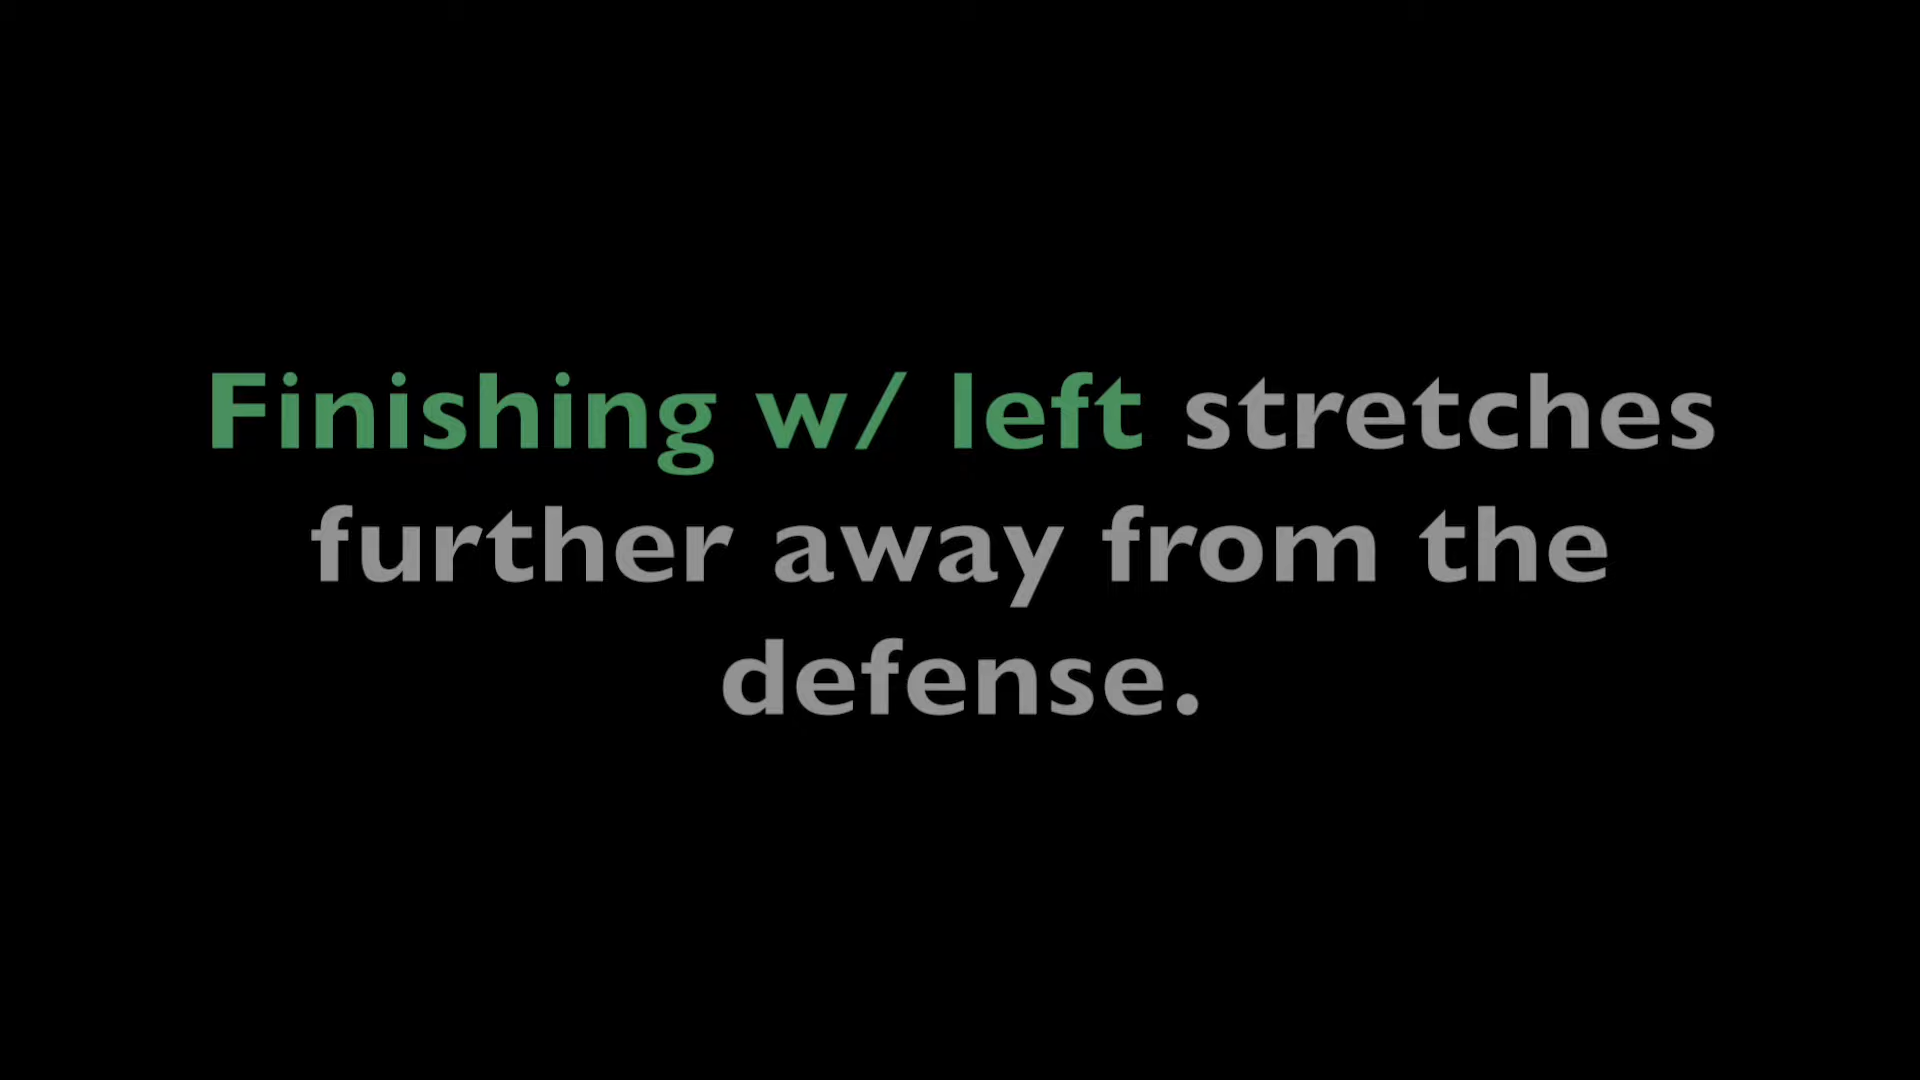 Finishing w/ left stretches
further away from the
defense.